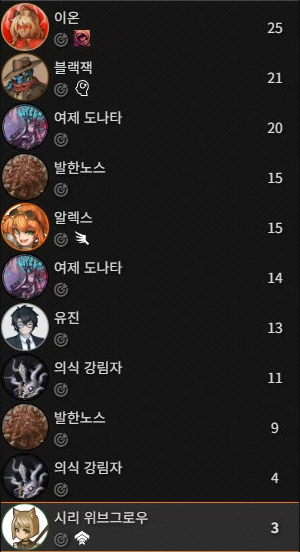 이온
25
블랙잭
21
여제 도나타
20
발한노스
15
알렉스
15
여제 도나타
14
유진
13
의식 강림자
11
발한노스
9
의식 강림자
4
시리 위브그로우
3